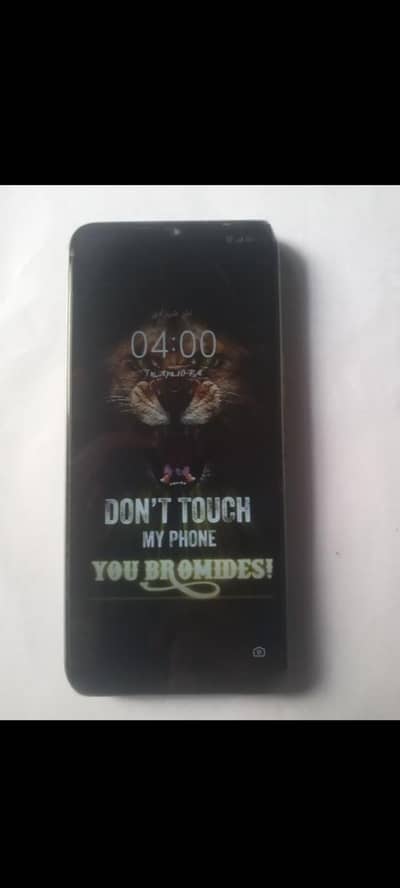 04:00
DON'T TOUCH
MY PHONE
YOU BROMIDES!